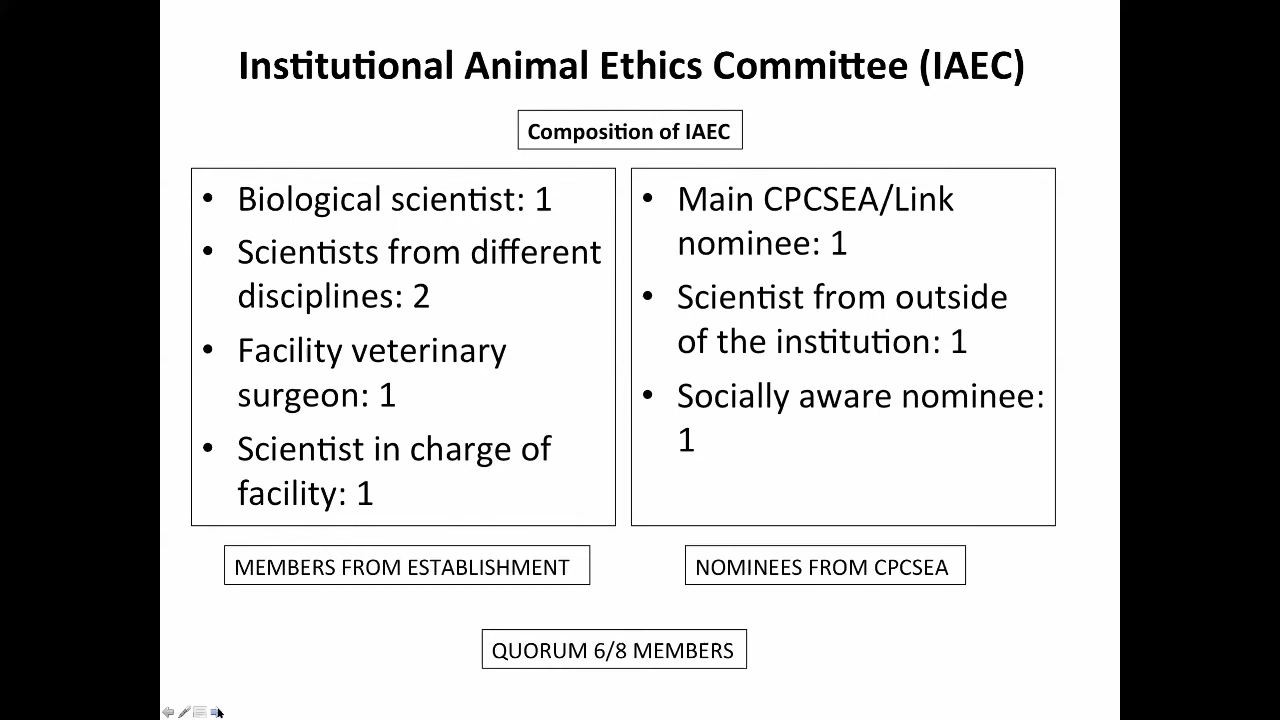 Institutional Animal Ethics Committee (IAEC)
Composition of IAEC
• Biological scientist: 1
• Scientists from different
disciplines: 2
• Facility veterinary
surgeon: 1
• Scientist in charge of
facility: 1
• Main CPCSEA/Link
nominee: 1
• Scientist from outside
of the institution: 1
• Socially aware nominee:
1
MEMBERS FROM ESTABLISHMENT
NOMINEES FROM CPCSEA
QUORUM 6/8 MEMBERS